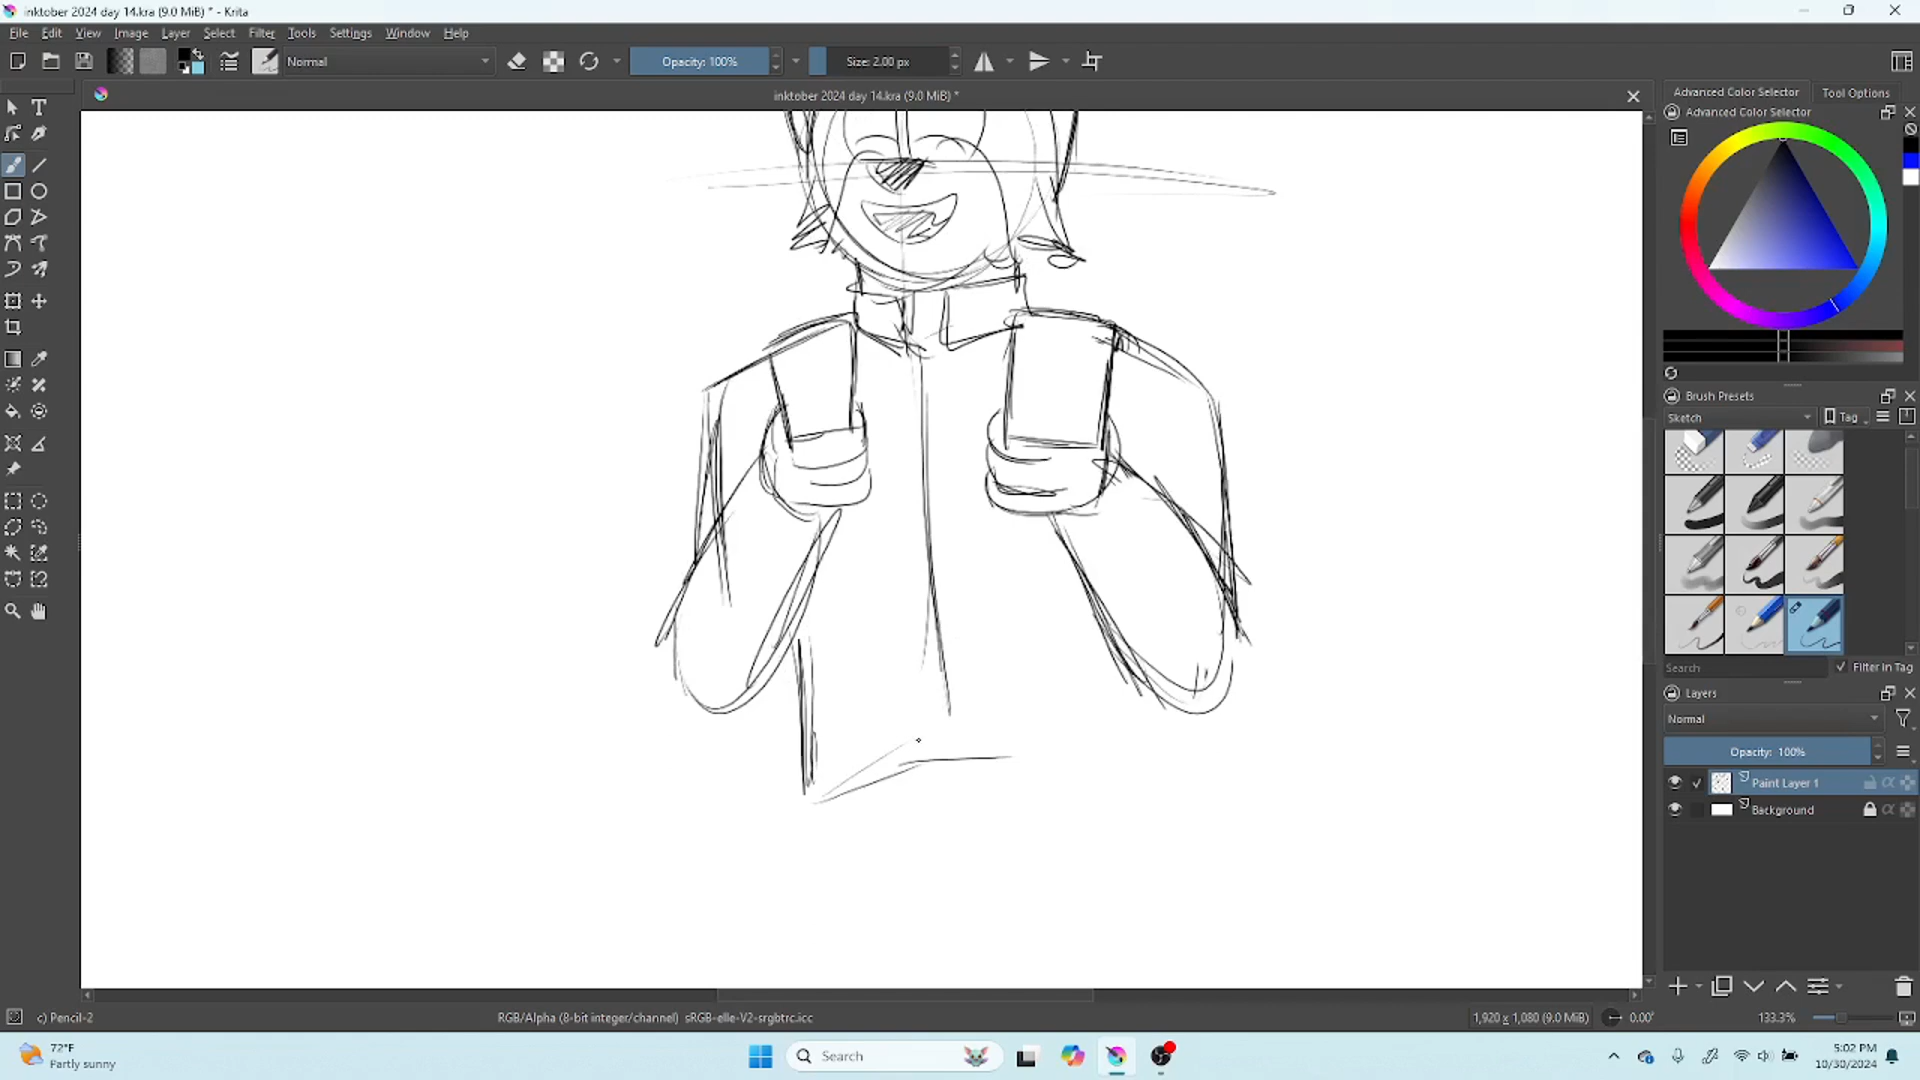 inktober 2024 day 14.kra (9.0 MiB) * - Krita
File Edit View Image Layer Select Filter Tools Settings Window Help
Normal
Opacity: 100%
Size: 2.00 px
inktober 2024 day 14.kra (9.0 MiB) *
Advanced Color Selector
Tool Options
Advanced Color Selector
Brush Presets
Sketch
Tag
Search
Filter in Tag
Layers
Normal
Opacity: 100%
Paint Layer 1
Background
c) Pencil-2
RGB/Alpha (8-bit integer/channel) sRGB-elle-V2-srgbtrc.icc
1,920 x 1,080 (9.0 MiB)
0.00°
133.3%
72°F
Partly sunny
Search
5:02 PM
10/30/2024